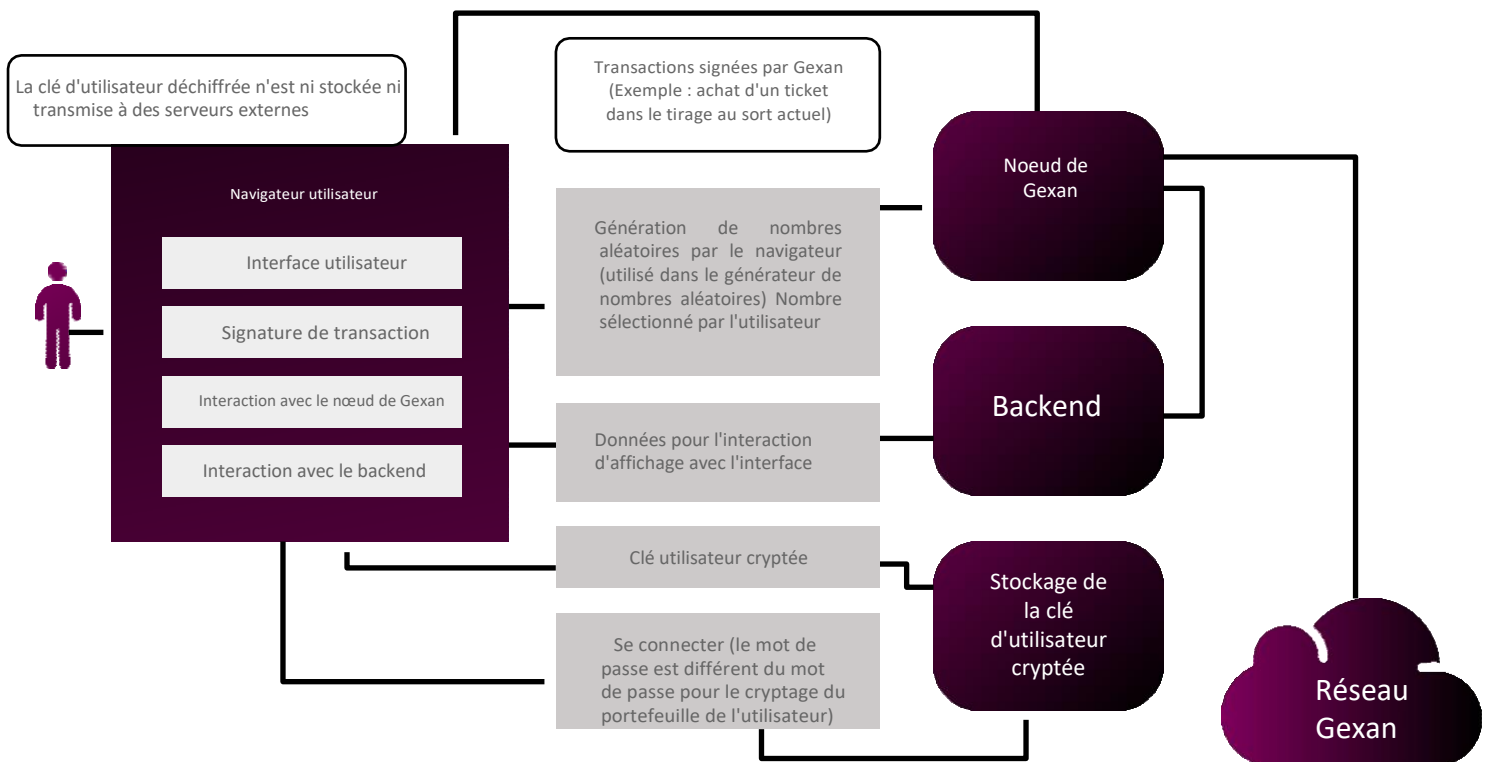 La clé d'utilisateur déchiffrée n'est ni stockée ni
transmise à des serveurs externes
Transactions signées par Gexan
(Exemple : achat d'un ticket
dans le tirage au sort actuel)
Navigateur utilisateur
Interface utilisateur
Signature de transaction
Interaction avec le nœud de Gexan
Interaction avec le backend
Génération de nombres
aléatoires par le navigateur
(utilisé dans le générateur de
nombres aléatoires) Nombre
sélectionné par l'utilisateur
Données pour l'interaction
d'affichage avec l'interface
Clé utilisateur cryptée
Se connecter (le mot de
passe est différent du mot
de passe pour le cryptage du
portefeuille de l'utilisateur)
Noeud de
Gexan
Backend
Stockage de
la clé
d'utilisateur
cryptée
Réseau
Gexan